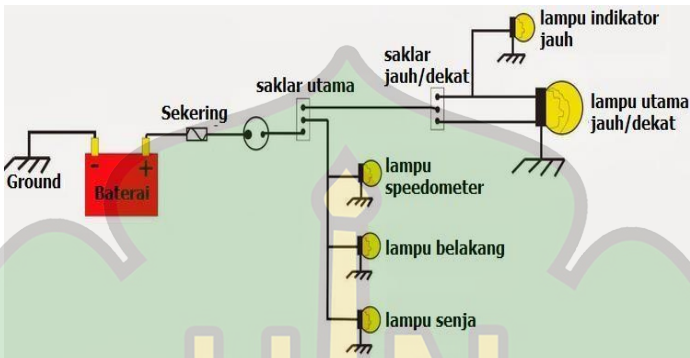 lampu indikator
jauh
saklar
jauh/dekat
saklar utama
Sekering
lampu utama
jauh/dekat
Ground
-
+
Baterai
lampu
speedometer
lampu belakang
lampu senja